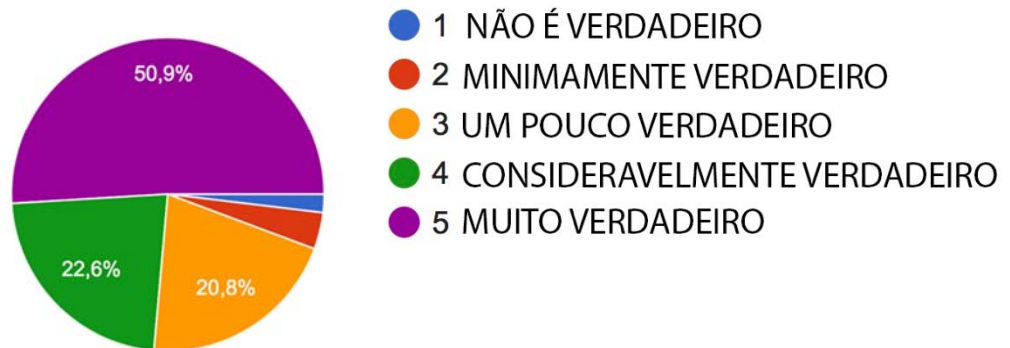 50,9%
22,6%
20,8%
1 NÃO É VERDADEIRO
2 MINIMAMENTE VERDADEIRO
3 UM POUCO VERDADEIRO
4 CONSIDERAVELMENTE VERDADEIRO
5 MUITO VERDADEIRO